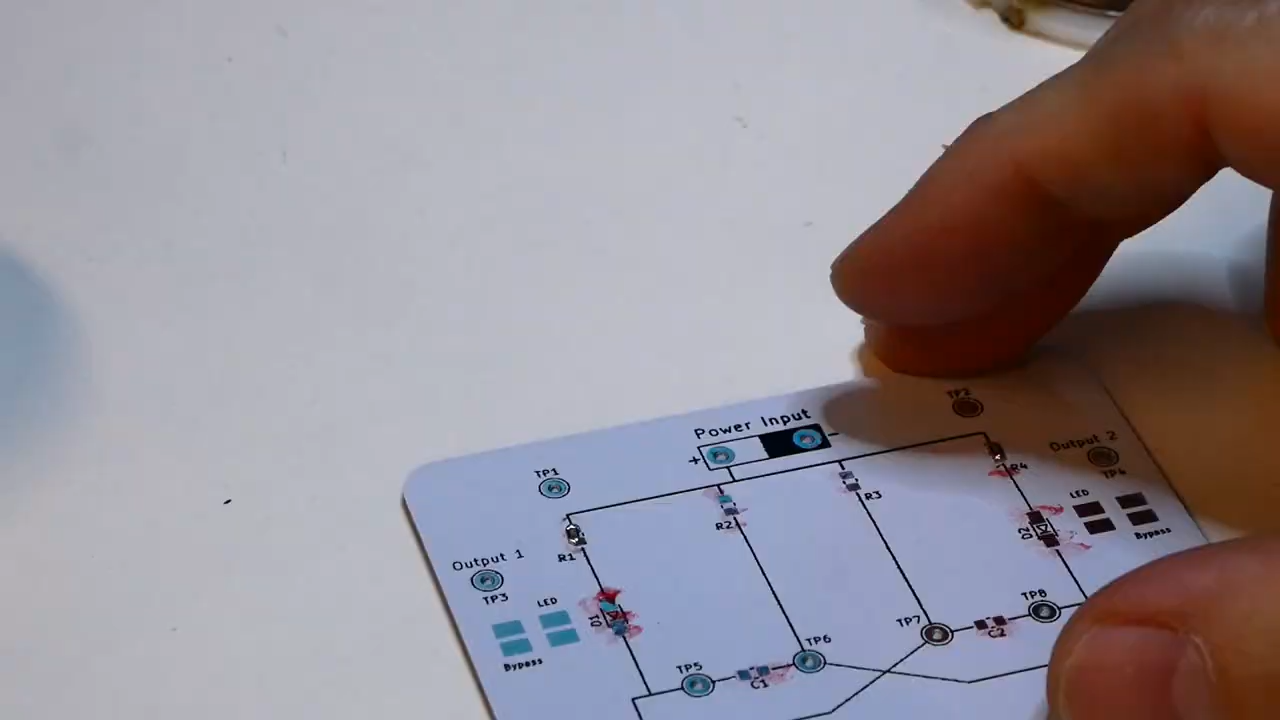 Power Input
+ -
TP2
Output 2
TP4
TP1
R4
LED
R3
R2
D2
Bypass
R1
Output 1
TP3
LED
TP8
D1
TP7
C2
TP6
Bypass
TP5
C1